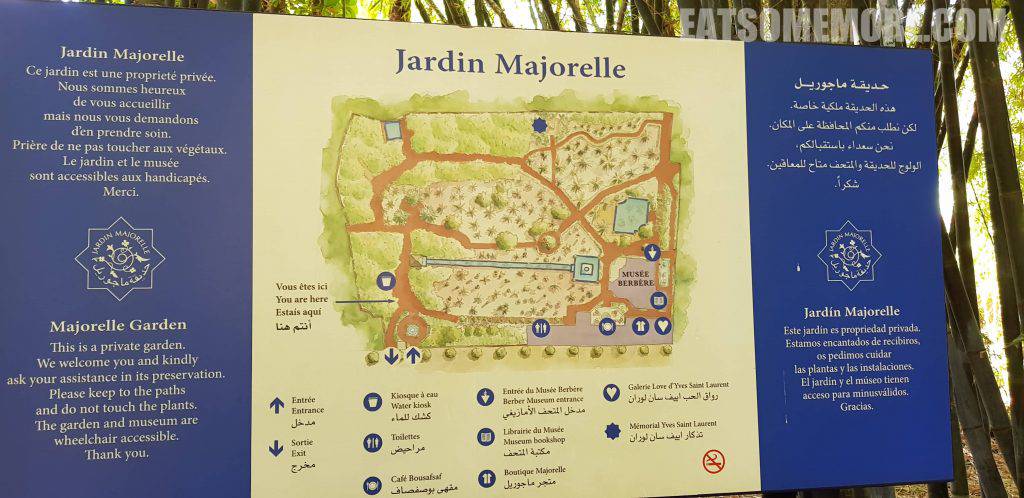 EATSOMEMORE.COM
Jardin Majorelle
Ce jardin est une proprieté privée.
Nous sommes heureux
de vous accueillir
mais nous vous demandons
d'en prendre soin.
Prière de ne pas toucher aux végétaux.
Le jardin et le musée
sont accessibles aux handicapés.
Merci.
JARDIN MAJORELLE
حديقة ماجوريل
Majorelle Garden
This is a private garden.
We welcome you and kindly
ask your assistance in its preservation.
Please keep to the paths
and do not touch the plants.
The garden and museum are
wheelchair accessible.
Thank you.
Jardin Majorelle
MUSÉE
BERBÈRE
Vous êtes ici
You are here
Estais aquí
أنتم هنا
Entrée
Entrance
مدخل
Sortie
Exit
مخرج
Kiosque à eau
Water kiosk
كشك للماء
Toilettes
مراحيض
Café Bousafsaf
مقهى بوصفصاف
Entrée du Musée Berbère
Berber Museum entrance
مدخل المتحف الأمازيغي
Librairie du Musée
Museum bookshop
مكتبة المتحف
Boutique Majorelle
متجر ماجوريل
Galerie Love d'Yves Saint Laurent
رواق الحب ايف سان لوران
Mémorial Yves Saint Laurent
تذكار ايف سان لوران
حديقة ماجوريل
هذه الحديقة ملكية خاصة.
لكن نطلب منكم المحافظة على المكان.
نحن سعداء باستقبالكم،
الولوج للحديقة والمتحف متاح للمعاقين.
شكراً.
JARDIN MAJORELLE
حديقة ماجوريل
Jardín Majorelle
Este jardín es propriedad privada.
Estamos encantados de recibiros,
os pedimos cuidar
las plantas y las instalaciones.
El jardín y el múseo tienen
acceso para minusválidos.
Gracias.